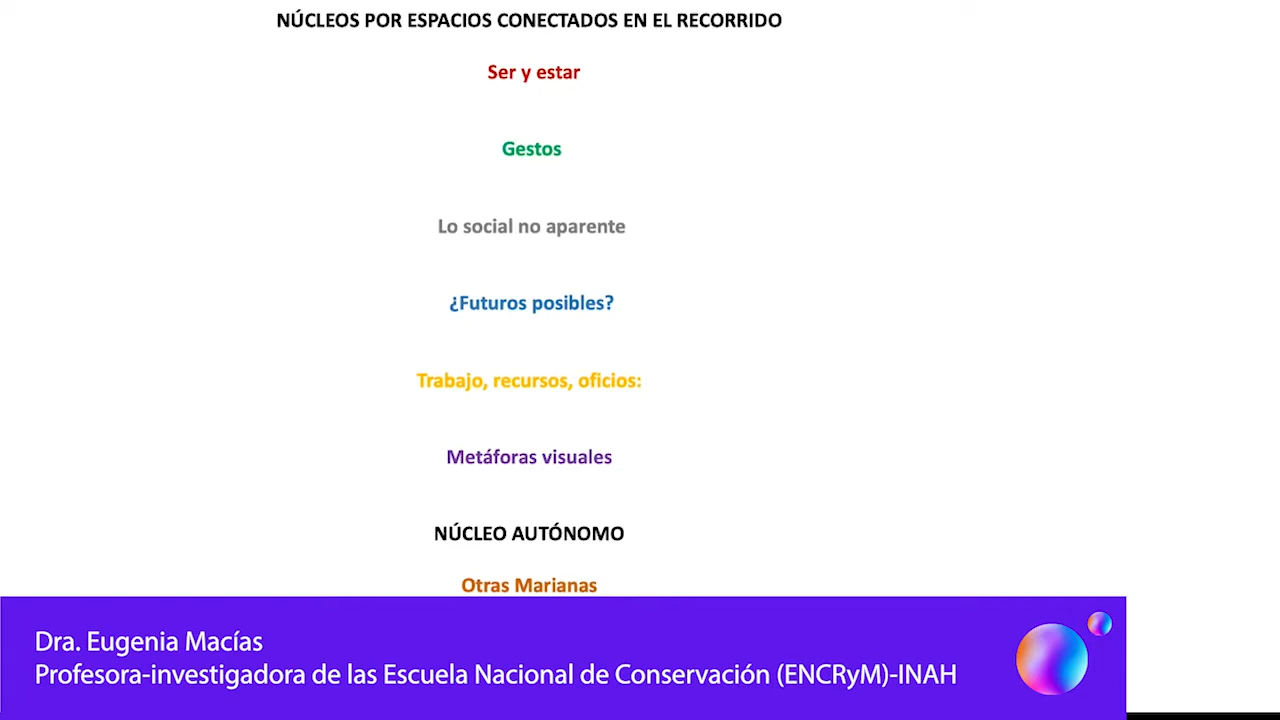 NÚCLEOS POR ESPACIOS CONECTADOS EN EL RECORRIDO
Ser y estar
Gestos
Lo social no aparente
¿Futuros posibles?
Trabajo, recursos, oficios:
Metáforas visuales
NÚCLEO AUTÓNOMO
Otras Marianas
Dra. Eugenia Macías
Profesora-investigadora de las Escuela Nacional de Conservación (ENCRyM)-INAH